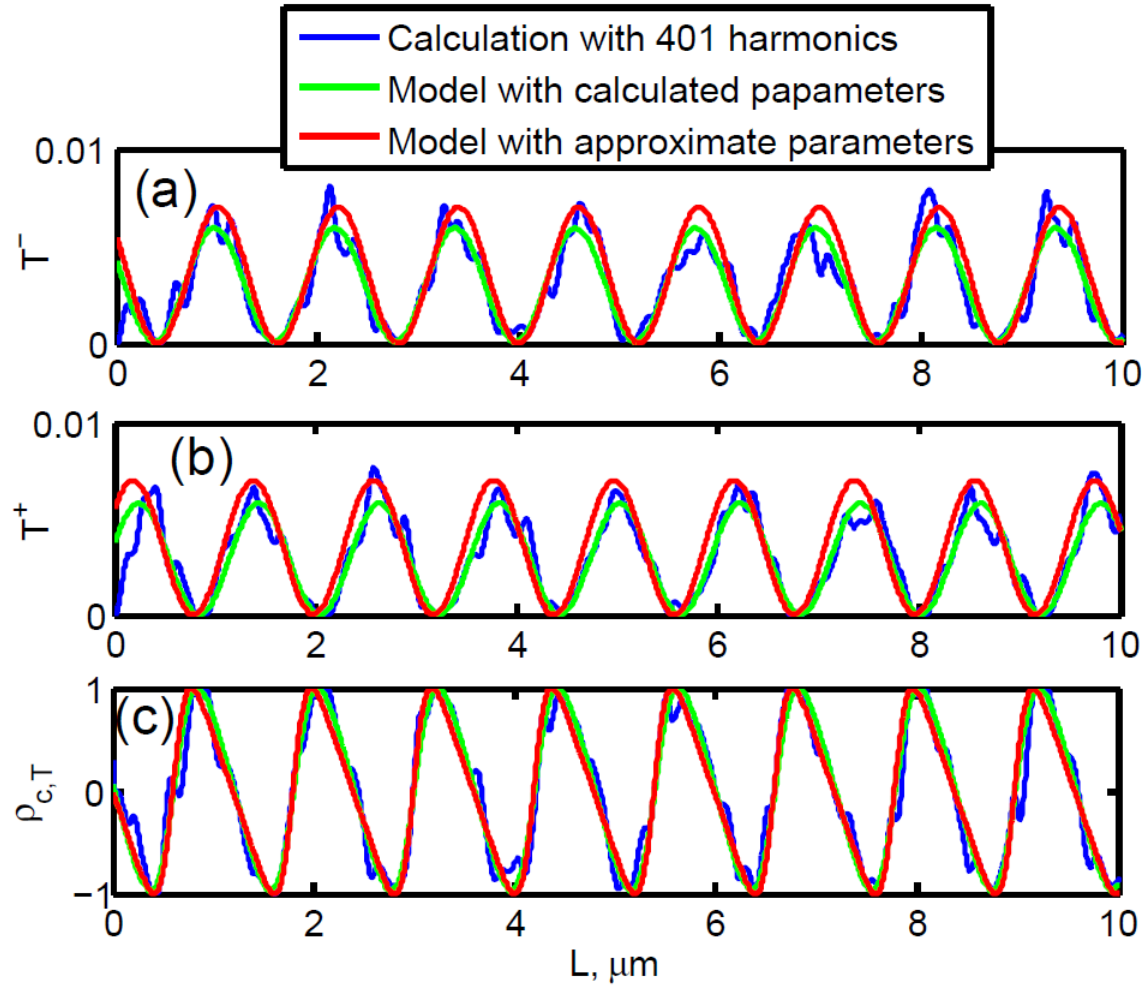 Calculation with 401 harmonics
Model with calculated papameters
Model with approximate parameters
0.01
(a)
T⁻
0
0 2 4 6 8 10
0.01
(b)
T⁺
0
0 2 4 6 8 10
1
(c)
0
ρc,T
−1
0 2 4 6 8 10
L, μm